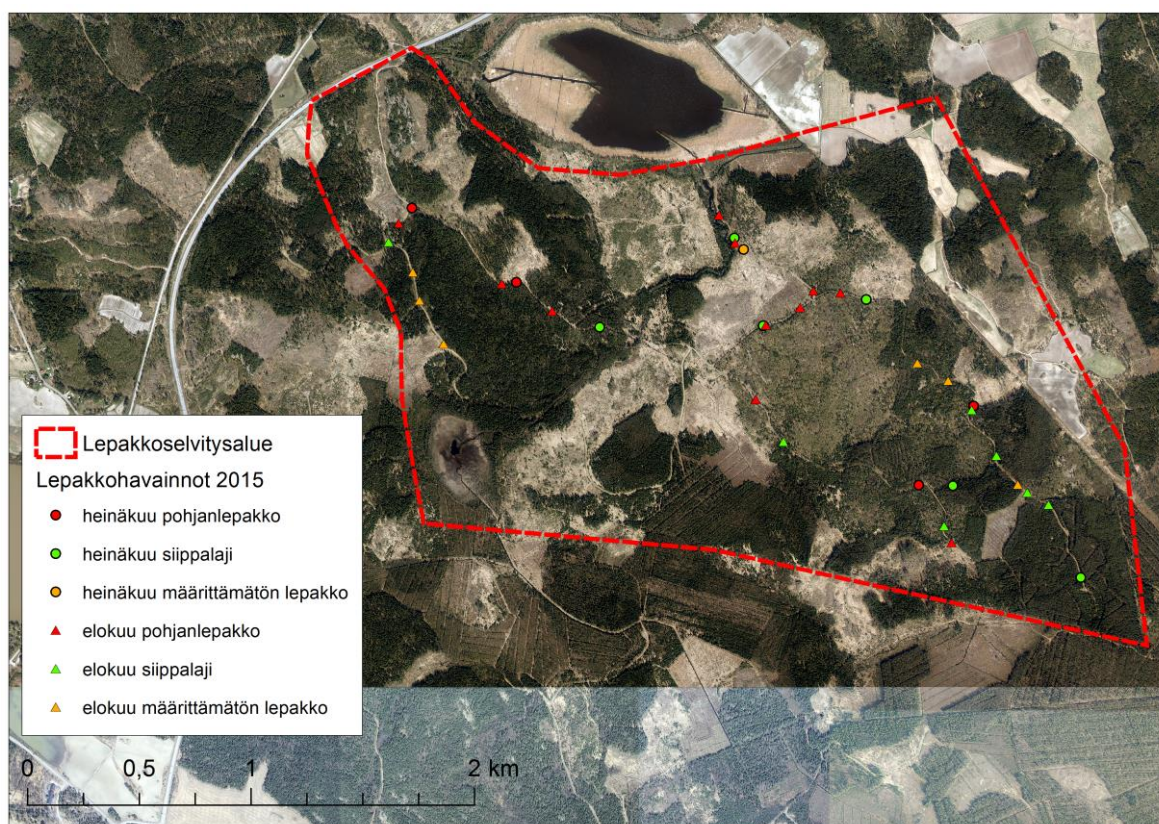 Lepakkoselvitysalue
Lepakkohavainnot 2015
heinäkuu pohjanlepakko
heinäkuu siippalaji
heinäkuu määrittämätön lepakko
elokuu pohjanlepakko
elokuu siippalaji
elokuu määrittämätön lepakko
0 0,5 1 2 km